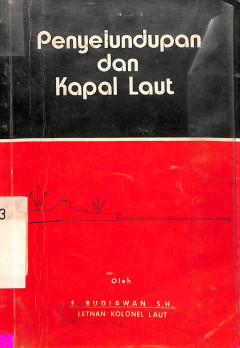 Penyelundupan
dan
Kapal Laut
3
Oleh
S. BUDIAWAN S.H.
LETNAN KOLONEL LAUT